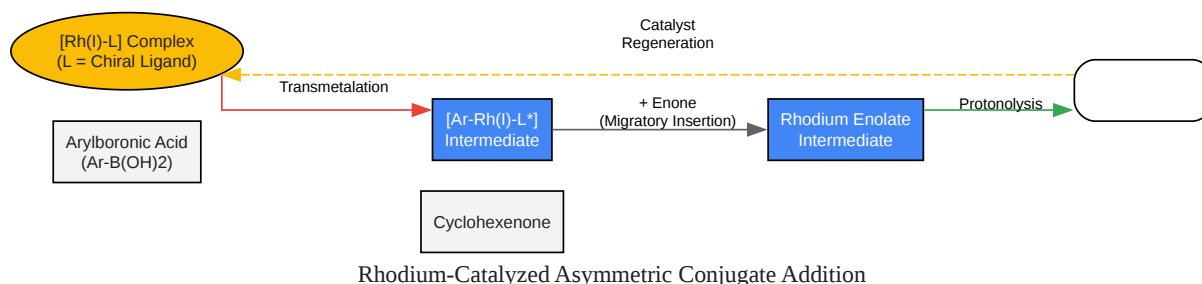 [Rh(I)-L] Complex
(L = Chiral Ligand)
Catalyst
Regeneration
Transmetalation
Arylboronic Acid
(Ar-B(OH)2)
[Ar-Rh(I)-L*]
Intermediate
+ Enone
(Migratory Insertion)
Rhodium Enolate
Intermediate
Protonolysis
Cyclohexenone
Rhodium-Catalyzed Asymmetric Conjugate Addition